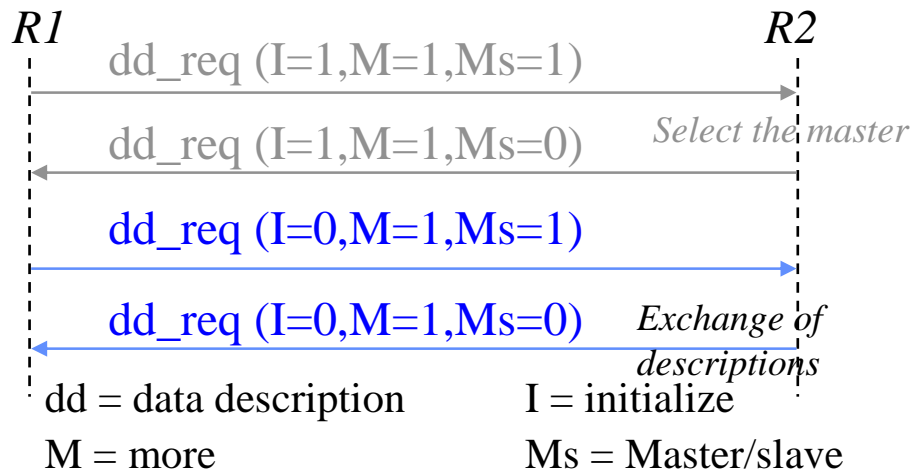 R1 R2
dd_req (I=1,M=1,Ms=1)
Select the master
dd_req (I=1,M=1,Ms=0)
dd_req (I=0,M=1,Ms=1)
dd_req (I=0,M=1,Ms=0)
Exchange of
descriptions
dd = data description I = initialize
M = more Ms = Master/slave